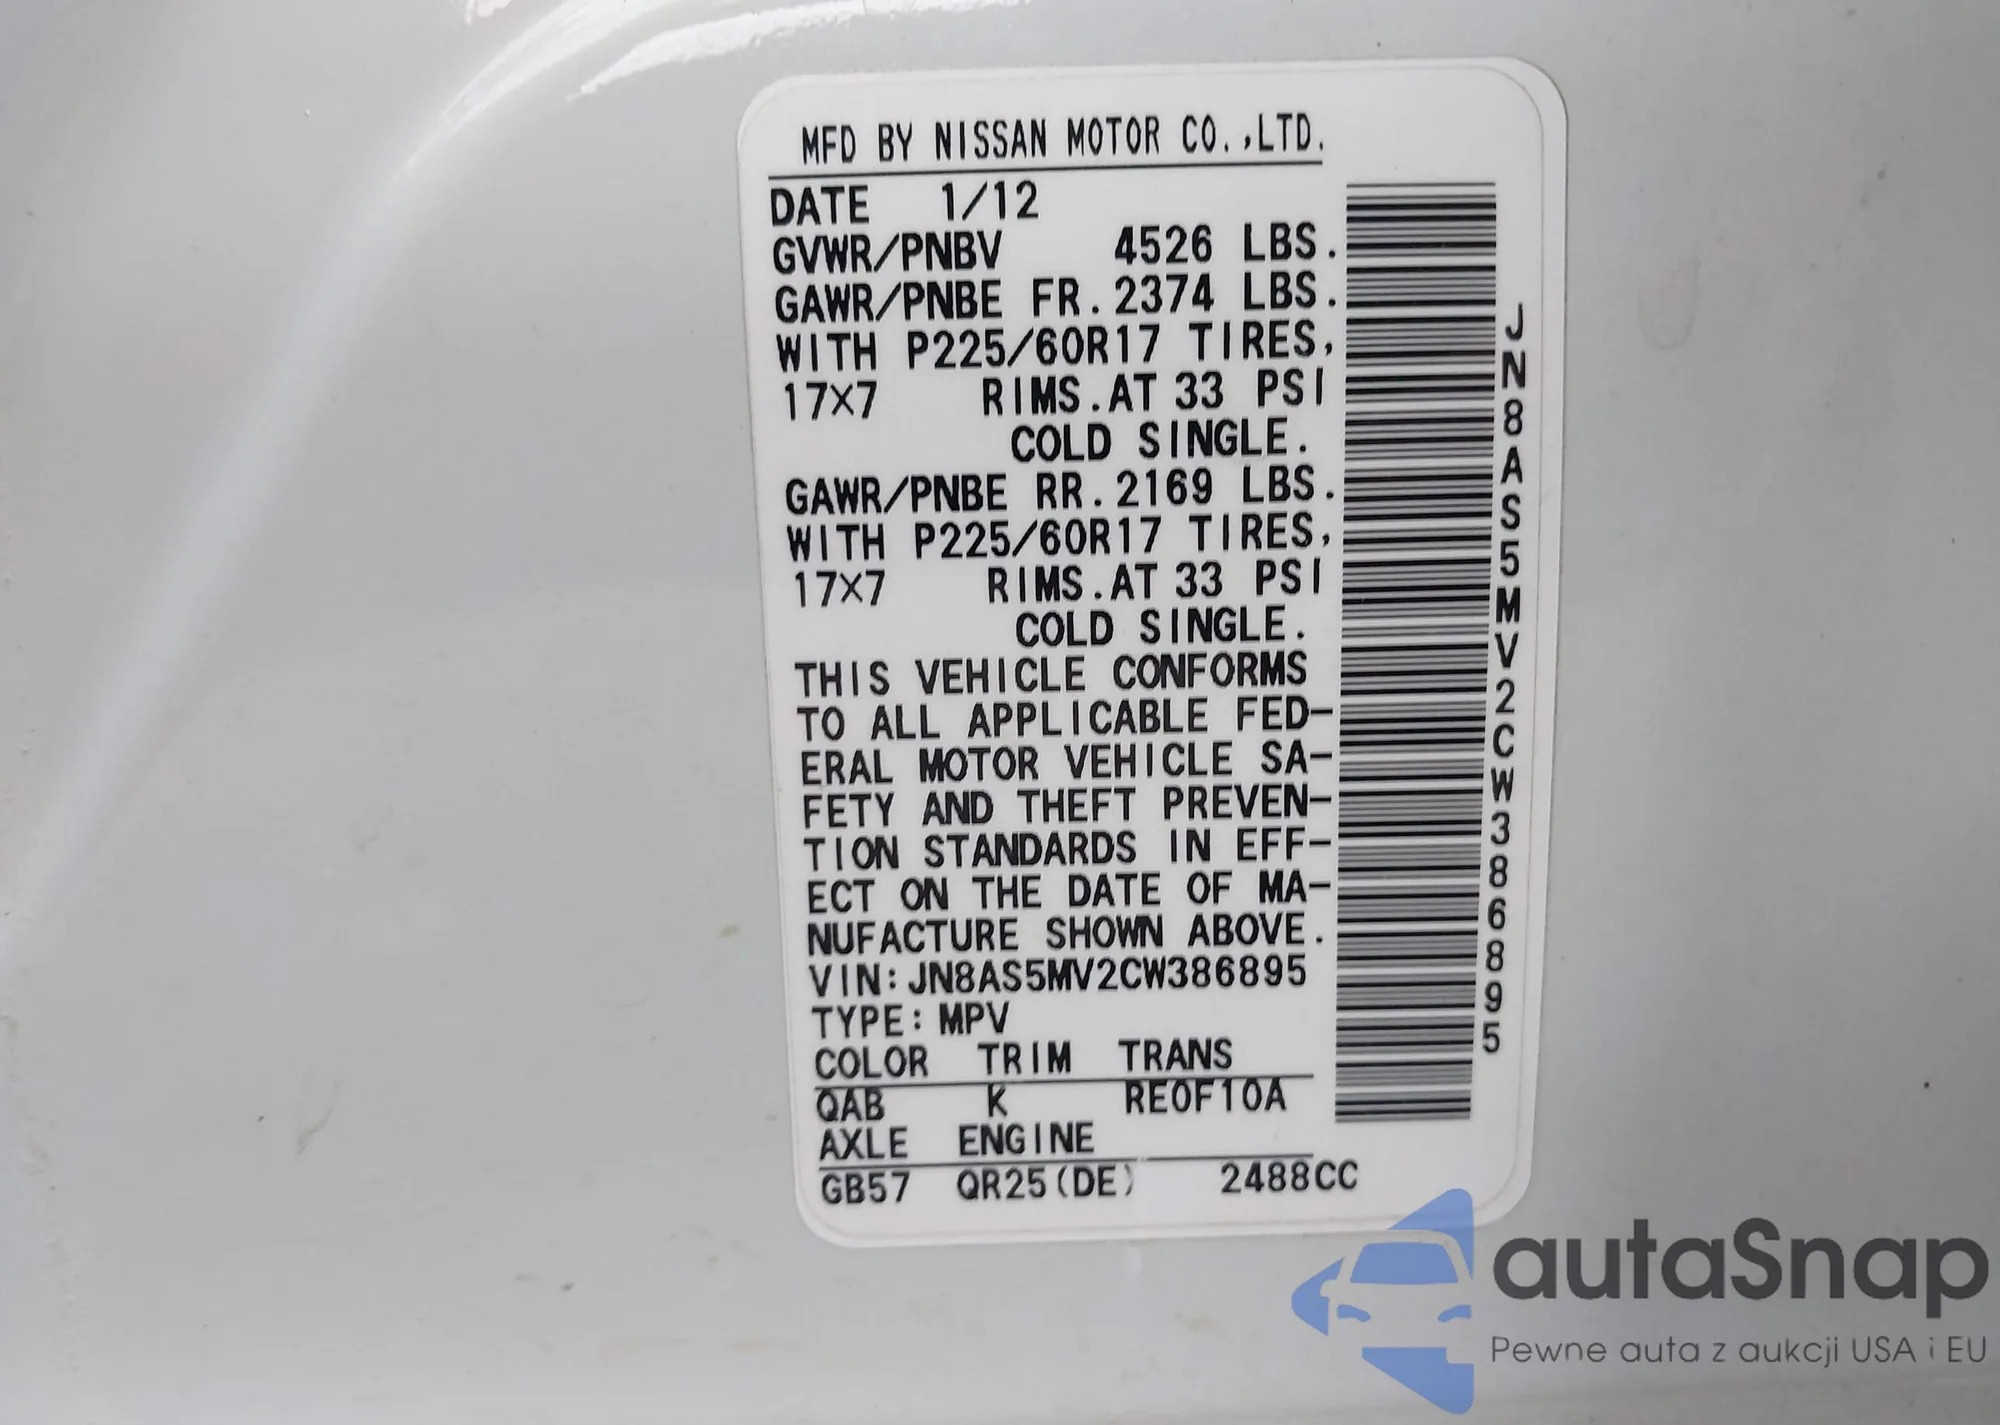 MFD BY NISSAN MOTOR CO.,LTD.
DATE 1/12
GVWR/PNBV 4526 LBS.
GAWR/PNBE FR.2374 LBS.
WITH P225/60R17 TIRES,
17X7 RIMS.AT 33 PSI
COLD SINGLE.
GAWR/PNBE RR.2169 LBS.
WITH P225/60R17 TIRES,
17X7 RIMS.AT 33 PSI
COLD SINGLE.
THIS VEHICLE CONFORMS
TO ALL APPLICABLE FED-
ERAL MOTOR VEHICLE SA-
FETY AND THEFT PREVEN-
TION STANDARDS IN EFF-
ECT ON THE DATE OF MA-
NUFACTURE SHOWN ABOVE.
VIN:JN8AS5MV2CW386895
TYPE:MPV
COLOR TRIM TRANS
QAB K RE0F10A
AXLE ENGINE
GB57 QR25(DE) 2488CC
JN8AS5MV2CW386895
autaSnap
Pewne auta z aukcji USA i EU